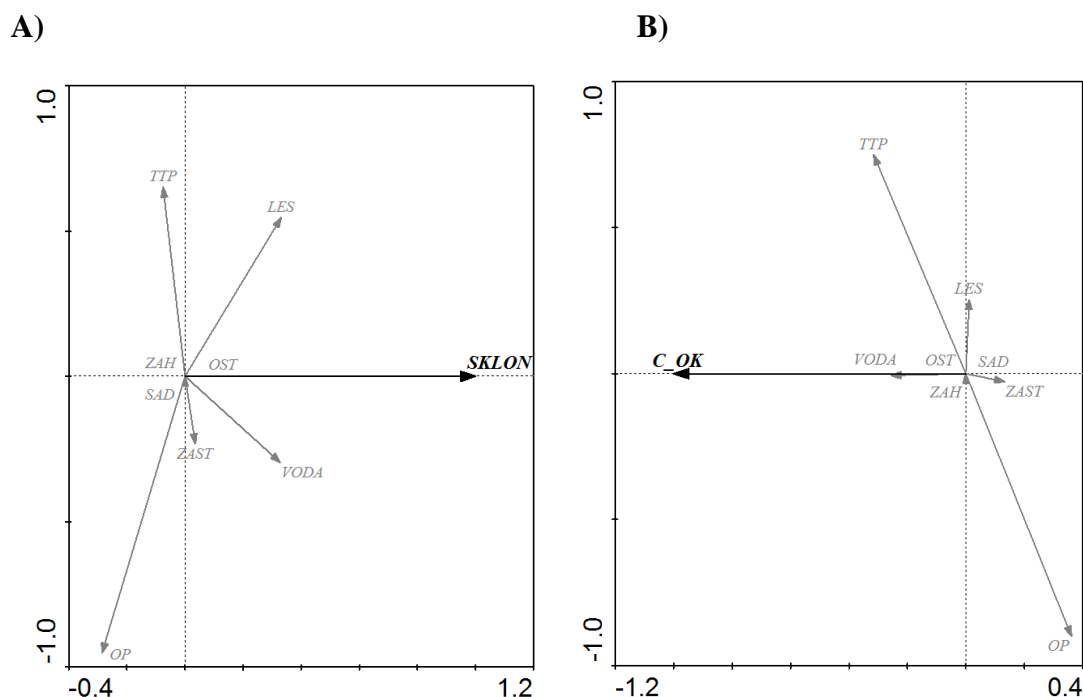 A)
B)
1.0
TTP
LES
ZAH
OST
SKLON
SAD
ZAST
VODA
OP
-1.0
-0.4
1.2
1.0
TTP
LES
C_OK
VODA
OST
SAD
ZAH
ZAST
OP
-1.0
-1.2
0.4